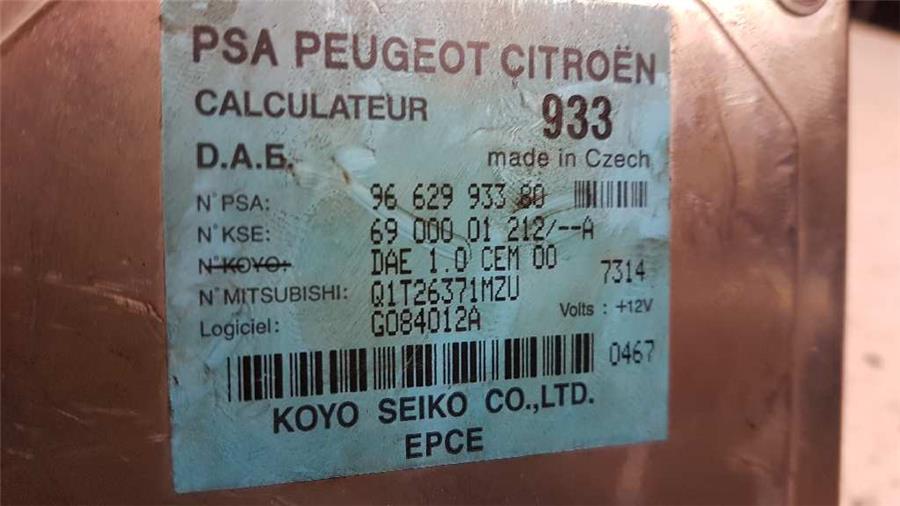 PSA PEUGEOT CITROËN
CALCULATEUR 933
D.A.E. made in Czech
N° PSA: 96 629 933 80
N° KSE: 69 000 01 212/--A
N° KOYO: DAE 1.0 CEM 00 7314
N° MITSUBISHI: Q1T26371MZU
Logiciel: G084012A Volts : +12V
0467
KOYO SEIKO CO.,LTD.
EPCE